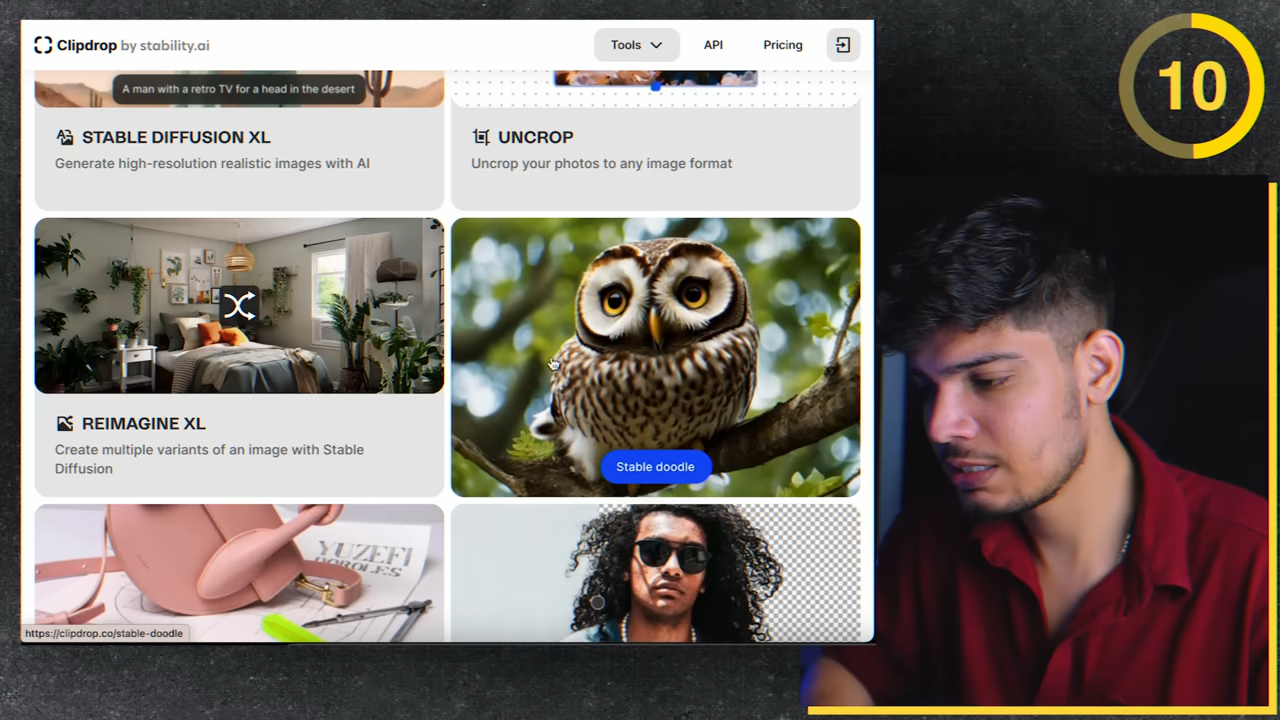 Clipdrop by stability.ai
Tools
API
Pricing
10
A man with a retro TV for a head in the desert
STABLE DIFFUSION XL
Generate high-resolution realistic images with AI
UNCROP
Uncrop your photos to any image format
REIMAGINE XL
Create multiple variants of an image with Stable
Diffusion
Stable doodle
YUZEFI
https://clipdrop.co/stable-doodle